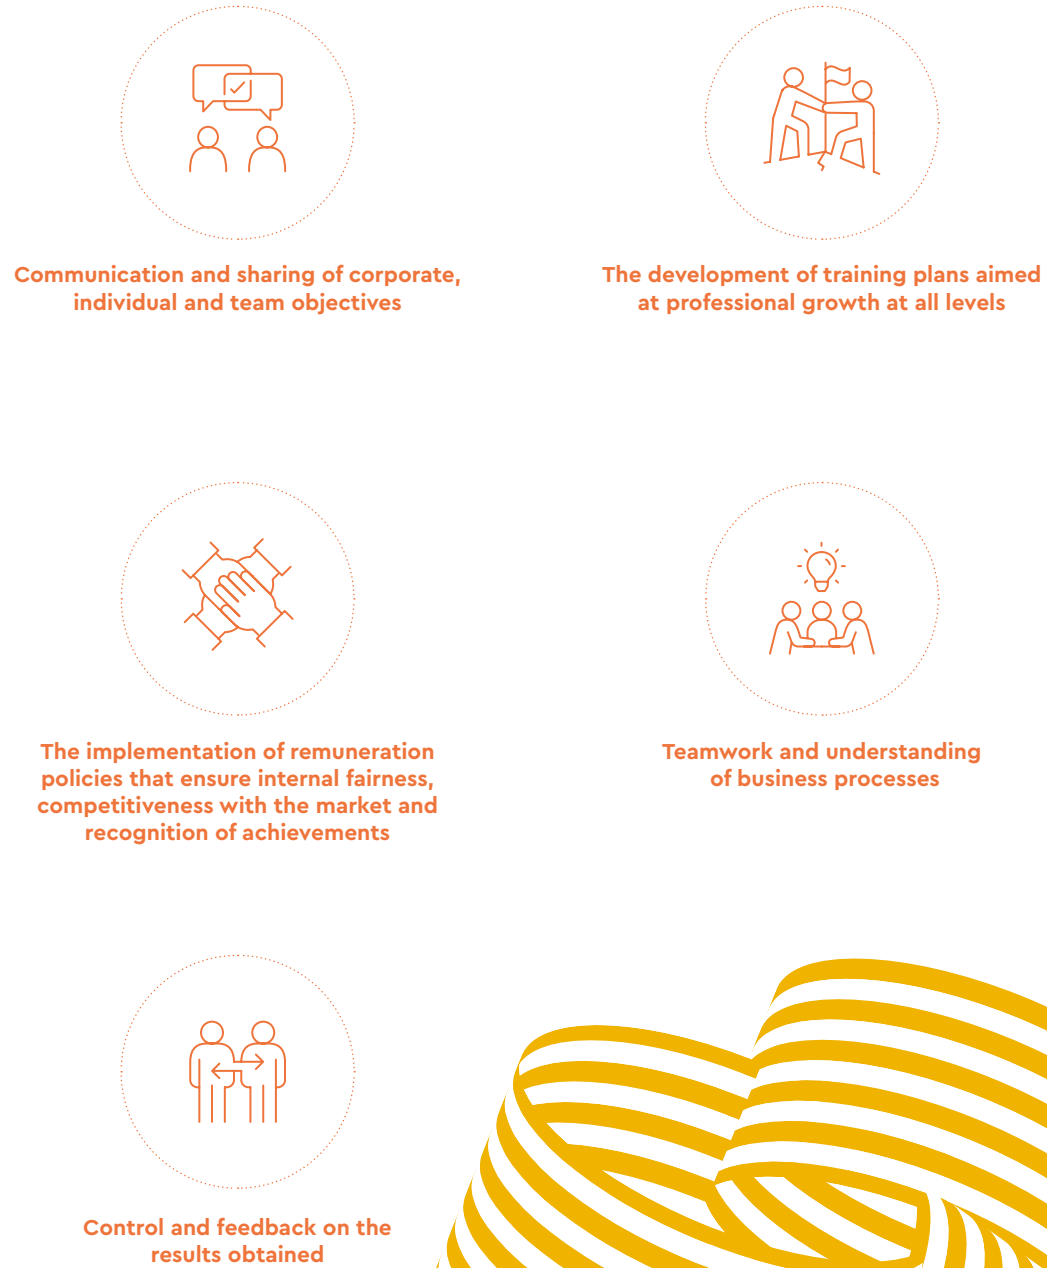 Communication and sharing of corporate,
individual and team objectives
The development of training plans aimed
at professional growth at all levels
The implementation of remuneration
policies that ensure internal fairness,
competitiveness with the market and
recognition of achievements
Teamwork and understanding
of business processes
Control and feedback on the
results obtained